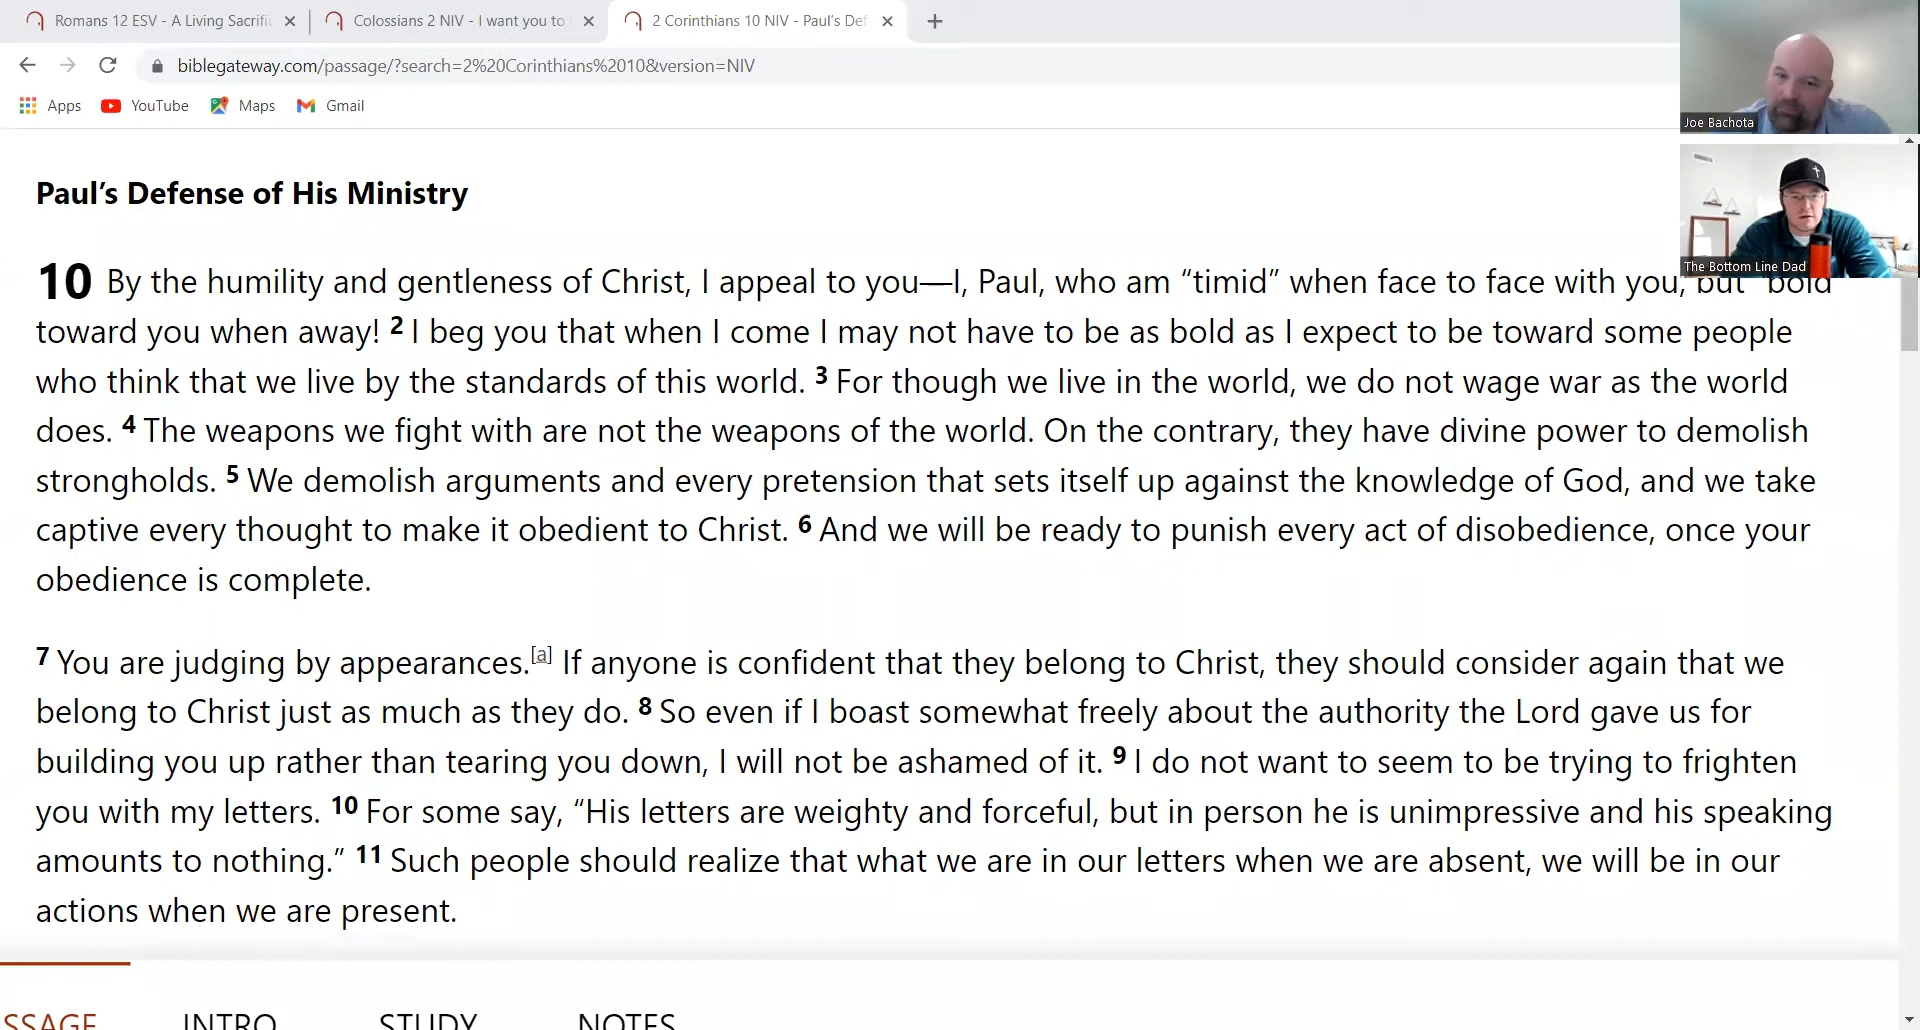 Romans 12 ESV - A Living Sacrific
Colossians 2 NIV - I want you to
2 Corinthians 10 NIV - Paul's Def
biblegateway.com/passage/?search=2%20Corinthians%2010&version=NIV
Apps YouTube Maps Gmail
Joe Bachota
The Bottom Line Dad
Paul’s Defense of His Ministry
10 By the humility and gentleness of Christ, I appeal to you—I, Paul, who am “timid” when face to face with you, but “bold
toward you when away! 2 I beg you that when I come I may not have to be as bold as I expect to be toward some people
who think that we live by the standards of this world. 3 For though we live in the world, we do not wage war as the world
does. 4 The weapons we fight with are not the weapons of the world. On the contrary, they have divine power to demolish
strongholds. 5 We demolish arguments and every pretension that sets itself up against the knowledge of God, and we take
captive every thought to make it obedient to Christ. 6 And we will be ready to punish every act of disobedience, once your
obedience is complete.
7 You are judging by appearances.[a] If anyone is confident that they belong to Christ, they should consider again that we
belong to Christ just as much as they do. 8 So even if I boast somewhat freely about the authority the Lord gave us for
building you up rather than tearing you down, I will not be ashamed of it. 9 I do not want to seem to be trying to frighten
you with my letters. 10 For some say, “His letters are weighty and forceful, but in person he is unimpressive and his speaking
amounts to nothing.” 11 Such people should realize that what we are in our letters when we are absent, we will be in our
actions when we are present.
SSAGE INTRO STUDY NOTES